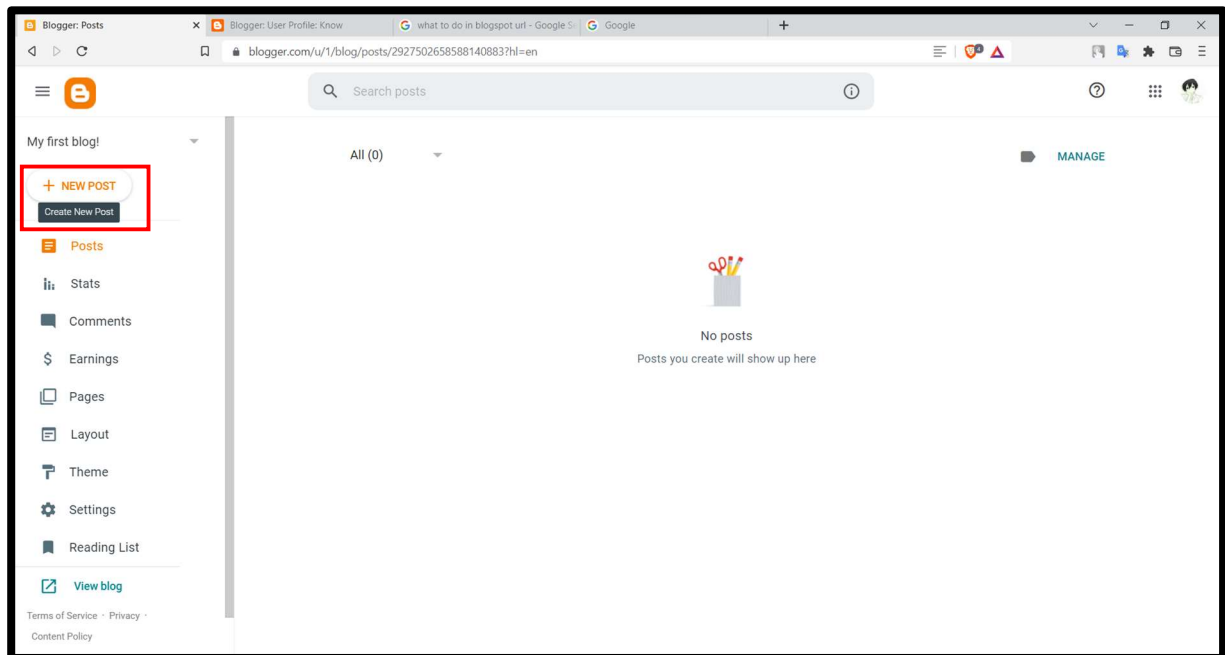 Blogger: Posts
Blogger: User Profile: Know
what to do in blogspot url - Google S
Google
blogger.com/u/1/blog/posts/2927502658588140883?hl=en
Search posts
My first blog!
All (0)
MANAGE
+ NEW POST
Create New Post
Posts
Stats
Comments
Earnings
Pages
Layout
Theme
Settings
Reading List
View blog
Terms of Service · Privacy ·
Content Policy
No posts
Posts you create will show up here